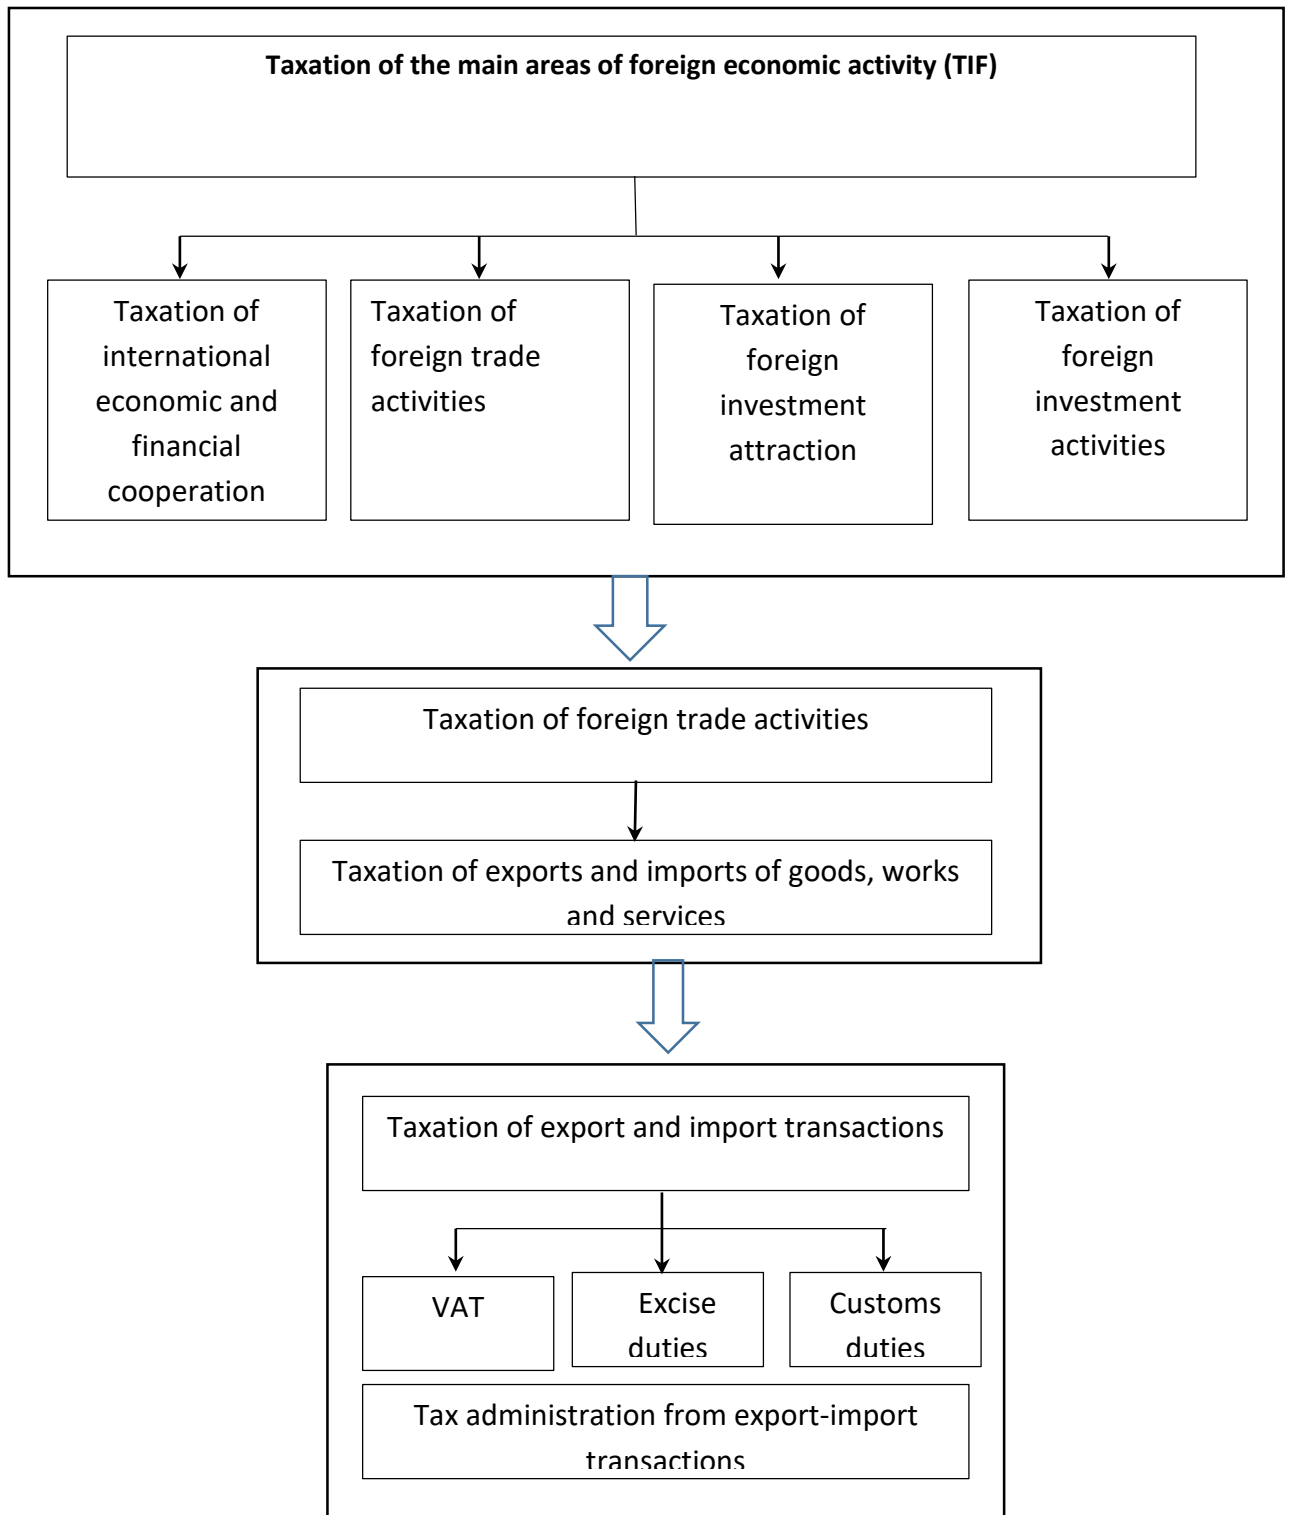 Taxation of the main areas of foreign economic activity (TIF)
Taxation of
international
economic and
financial
cooperation
Taxation of
foreign trade
activities
Taxation of
foreign
investment
attraction
Taxation of
foreign
investment
activities
Taxation of foreign trade activities
Taxation of exports and imports of goods, works
and services
Taxation of export and import transactions
VAT
Excise
duties
Customs
duties
Tax administration from export-import
transactions